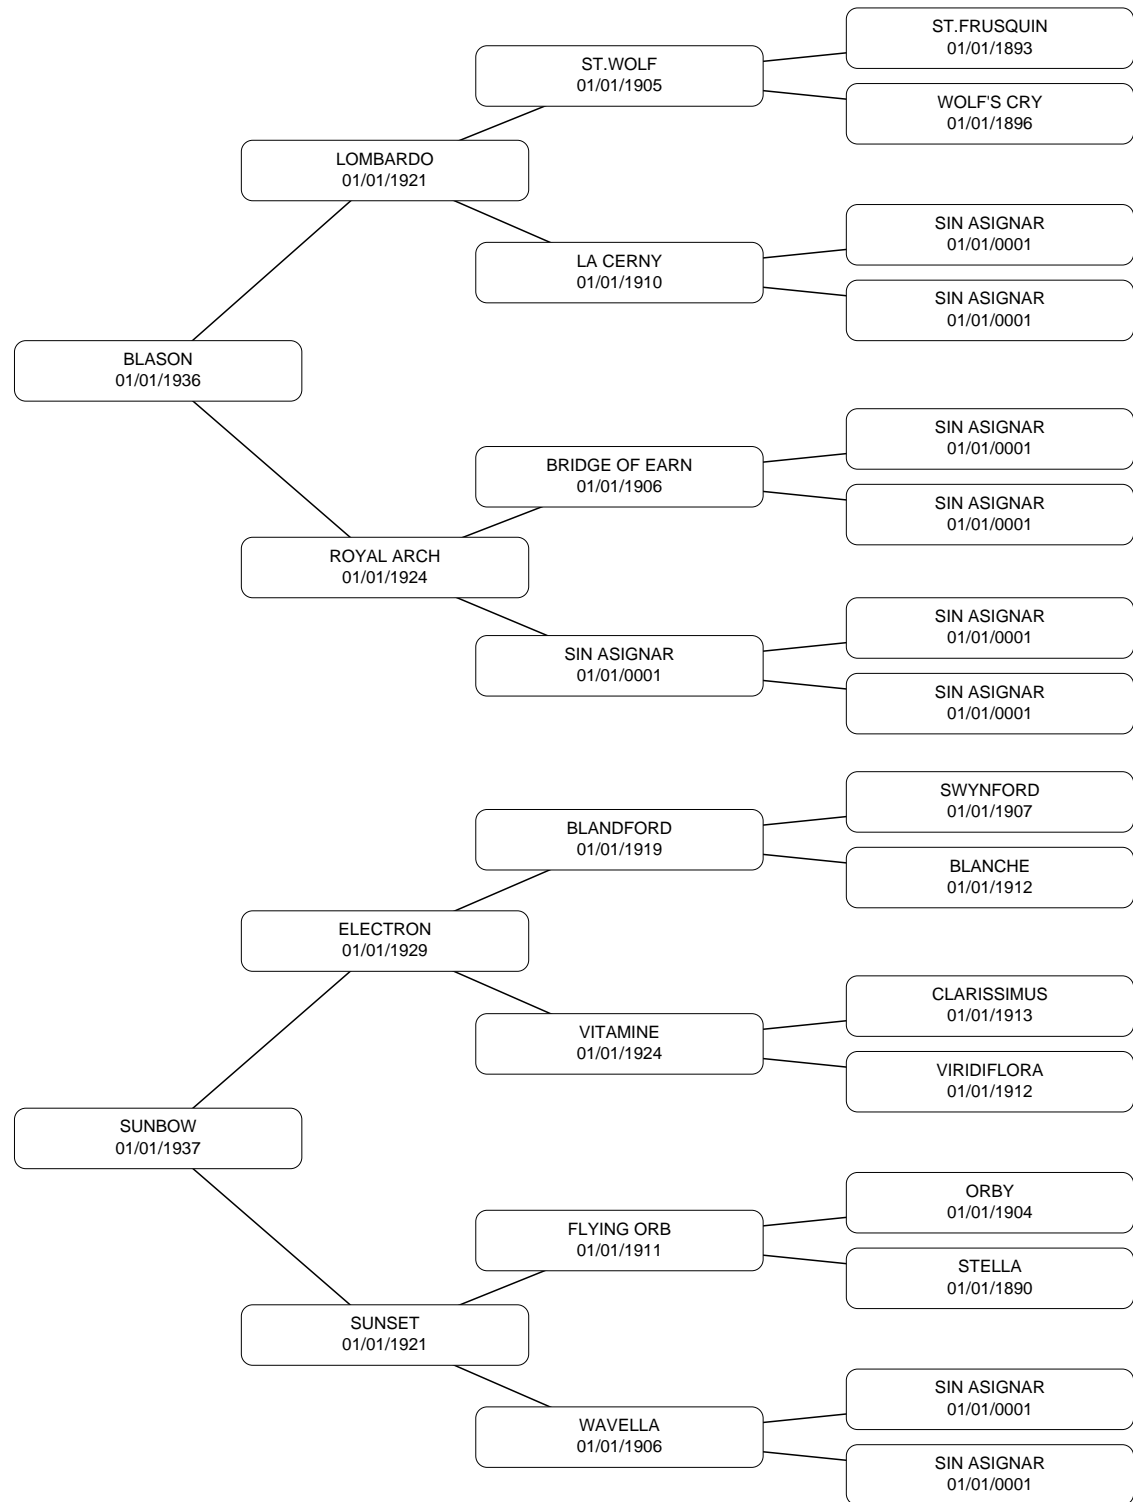 ST.FRUSQUIN
01/01/1893
ST.WOLF
01/01/1905
WOLF'S CRY
01/01/1896
LOMBARDO
01/01/1921
SIN ASIGNAR
01/01/0001
LA CERNY
01/01/1910
SIN ASIGNAR
01/01/0001
BLASON
01/01/1936
SIN ASIGNAR
01/01/0001
BRIDGE OF EARN
01/01/1906
SIN ASIGNAR
01/01/0001
ROYAL ARCH
01/01/1924
SIN ASIGNAR
01/01/0001
SIN ASIGNAR
01/01/0001
SIN ASIGNAR
01/01/0001
SWYNFORD
01/01/1907
BLANDFORD
01/01/1919
BLANCHE
01/01/1912
ELECTRON
01/01/1929
CLARISSIMUS
01/01/1913
VITAMINE
01/01/1924
VIRIDIFLORA
01/01/1912
SUNBOW
01/01/1937
ORBY
01/01/1904
FLYING ORB
01/01/1911
STELLA
01/01/1890
SUNSET
01/01/1921
SIN ASIGNAR
01/01/0001
WAVELLA
01/01/1906
SIN ASIGNAR
01/01/0001